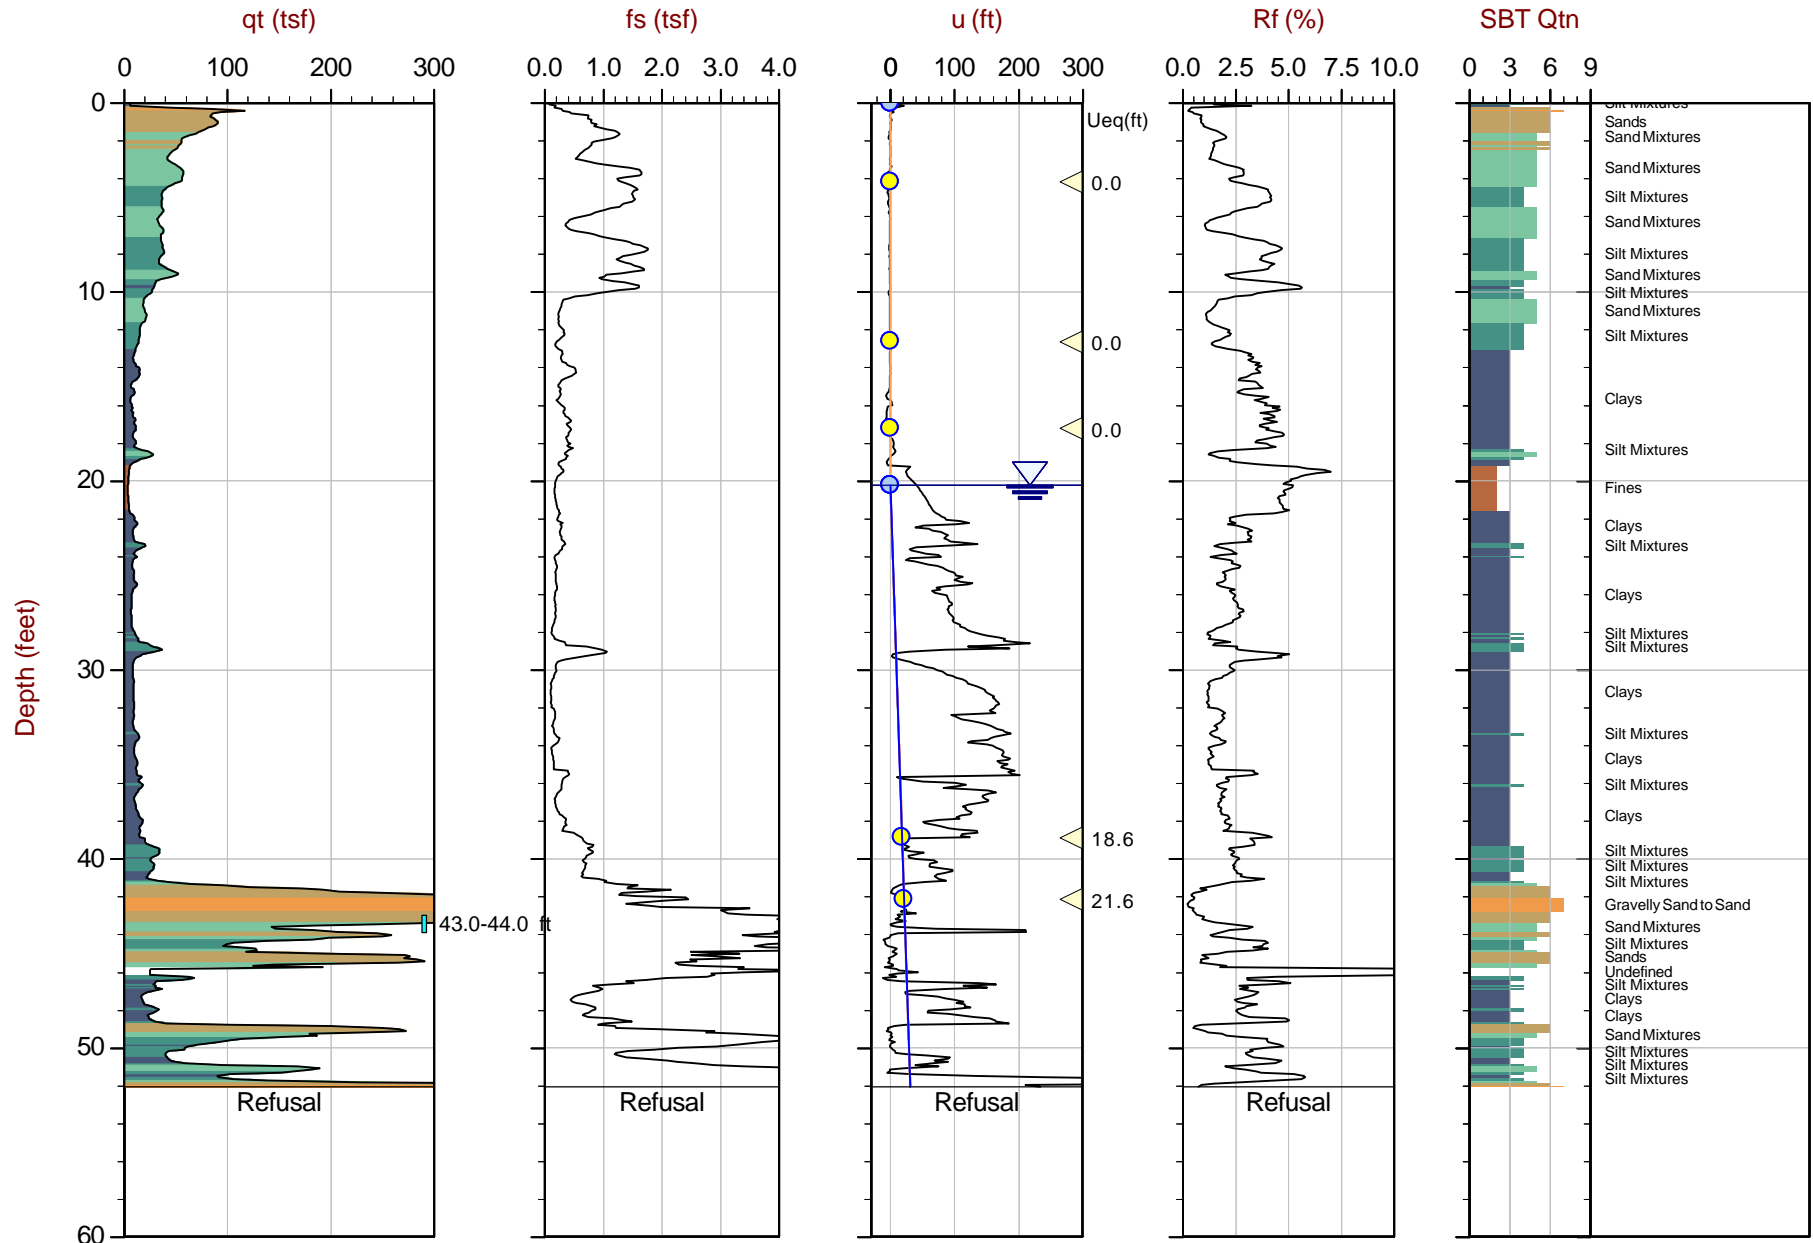 qt (tsf)
fs (tsf)
u (ft)
Rf (%)
SBT Qtn
0 100 200 300
0.0 1.0 2.0 3.0 4.0
0 100 200 300
0.0 2.5 5.0 7.5 10.0
0 3 6 9
Depth (feet)
0
10
20
30
40
50
60
43.0-44.0 ft
Refusal
Refusal
Ueq(ft)
0.0
0.0
0.0
18.6
21.6
Refusal
Refusal
Silt Mixtures
Sands
Sand Mixtures
Sand Mixtures
Silt Mixtures
Sand Mixtures
Silt Mixtures
Sand Mixtures
Silt Mixtures
Sand Mixtures
Silt Mixtures
Clays
Silt Mixtures
Fines
Clays
Silt Mixtures
Clays
Silt Mixtures
Silt Mixtures
Clays
Silt Mixtures
Clays
Silt Mixtures
Clays
Silt Mixtures
Silt Mixtures
Silt Mixtures
Gravelly Sand to Sand
Sand Mixtures
Silt Mixtures
Sands
Undefined
Silt Mixtures
Clays
Clays
Sand Mixtures
Silt Mixtures
Silt Mixtures
Silt Mixtures